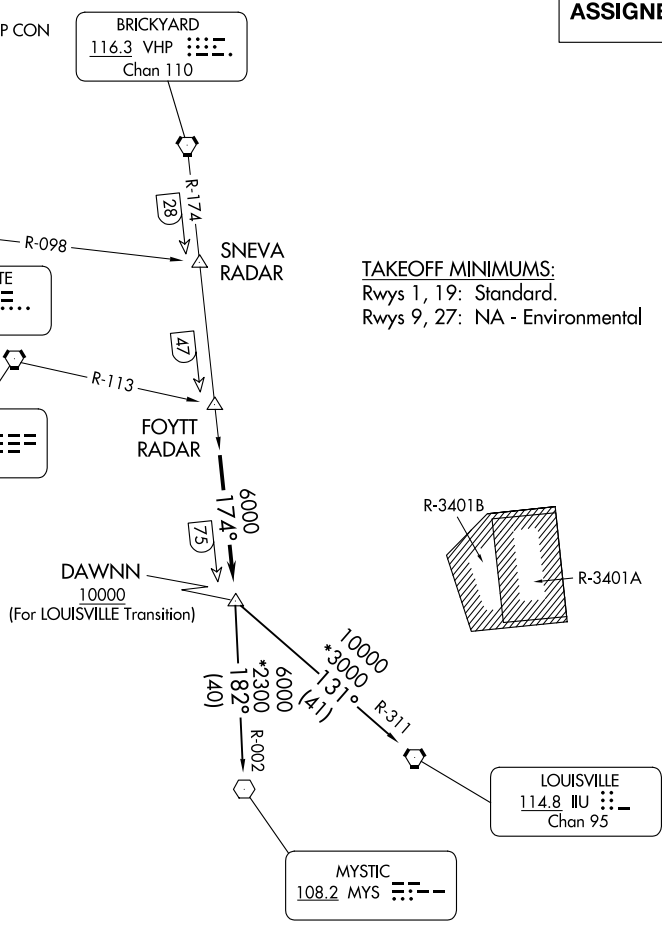 P CON
BRICKYARD
116.3 VHP
Chan 110
ASSIGNE
R-174
28
R-098
SNEVA
RADAR
TE
TAKEOFF MINIMUMS:
Rwys 1, 19: Standard.
Rwys 9, 27: NA - Environmental
47
R-113
FOYTT
RADAR
6000
174°
75
R-3401B
R-3401A
DAWNN
10000
(For LOUISVILLE Transition)
10000
*3000
131°
(41)
R-311
6000
*2300
182°
(40)
R-002
LOUISVILLE
114.8 IIU
Chan 95
MYSTIC
108.2 MYS